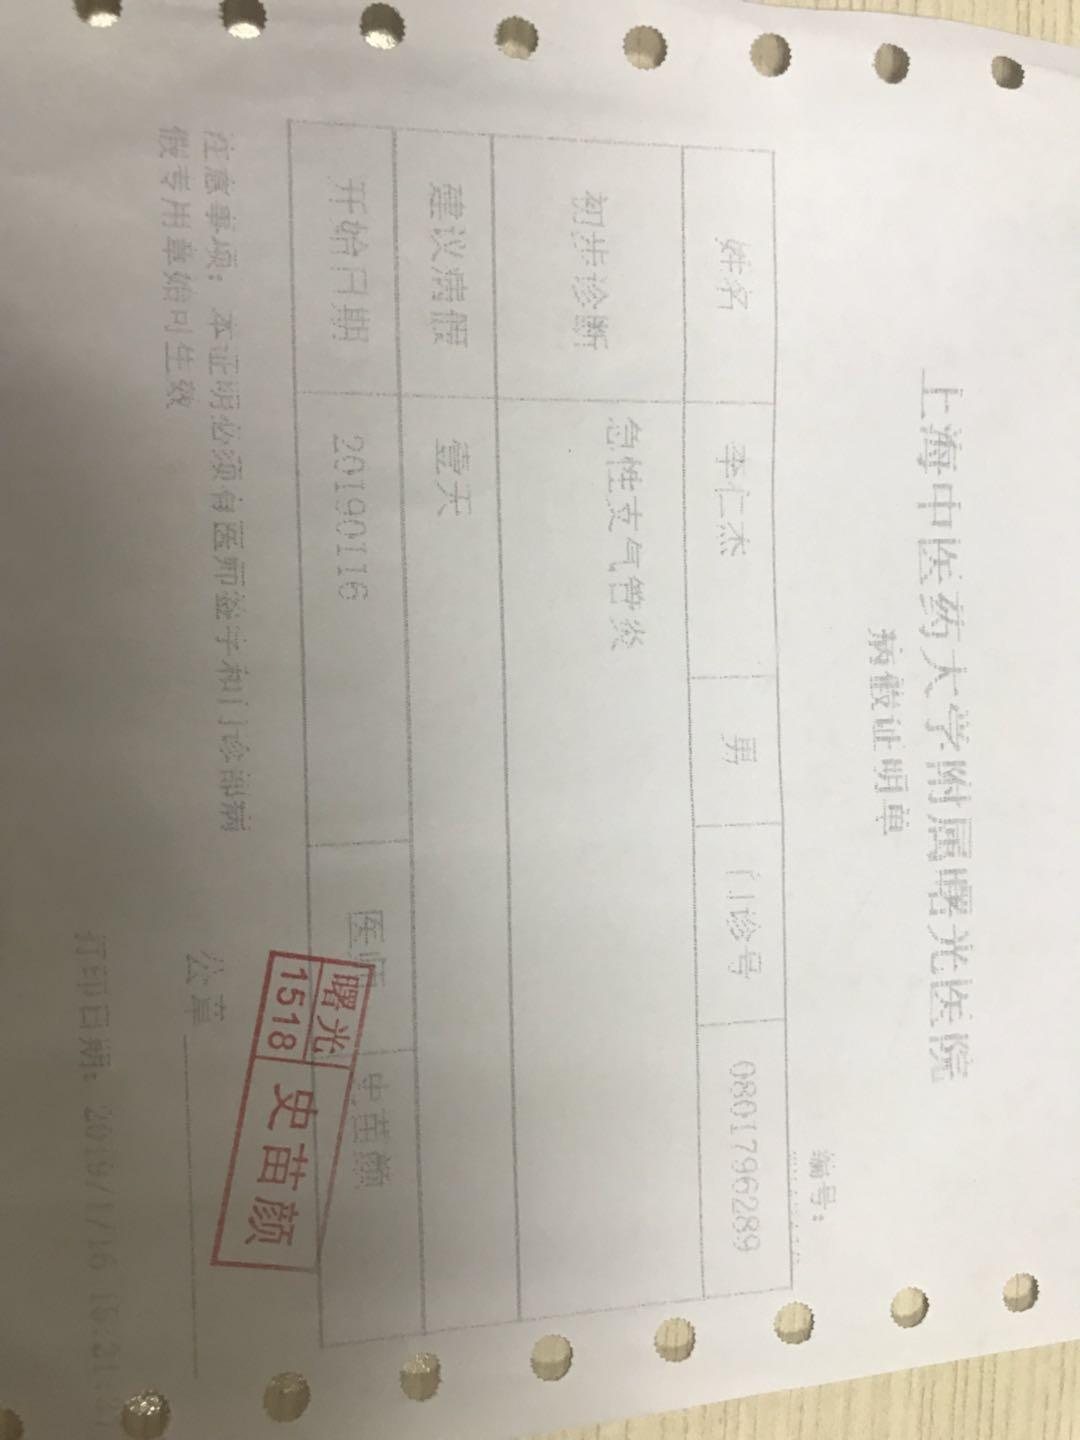 上海中医药大学附属曙光医院
病假证明单
编号：
姓名 李仁杰 男 门诊号 0801796289
初步诊断 急性支气管炎
建议病假 壹天
开始日期 20190116 医师 史苗颜
曙光
1518
史苗颜
注意事项：本证明必须有医师签字和门诊部病
假专用章始可生效
公章
打印日期：2019/1/16 16:21:27